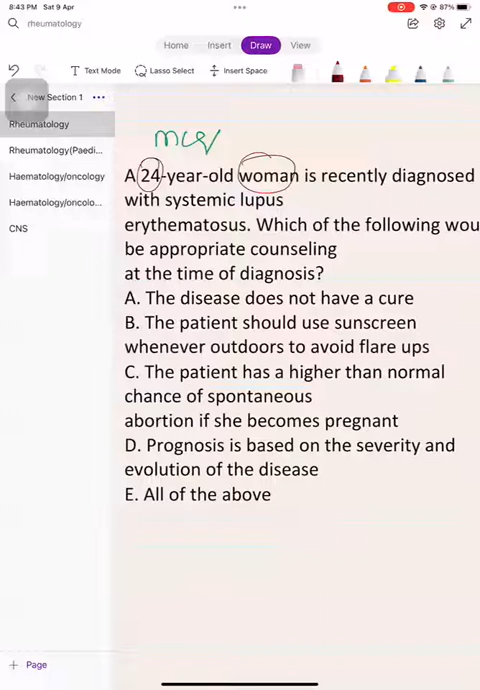 8:43 PM Sat 9 Apr
87%
rheumatology
Home Insert Draw View
Text Mode Lasso Select Insert Space
New Section 1
Rheumatology
Rheumatology(Paedi...
Haematology/oncology
Haematology/oncolo...
CNS
mcq
A 24-year-old woman is recently diagnosed
with systemic lupus
erythematosus. Which of the following wou
be appropriate counseling
at the time of diagnosis?
A. The disease does not have a cure
B. The patient should use sunscreen
whenever outdoors to avoid flare ups
C. The patient has a higher than normal
chance of spontaneous
abortion if she becomes pregnant
D. Prognosis is based on the severity and
evolution of the disease
E. All of the above
+ Page